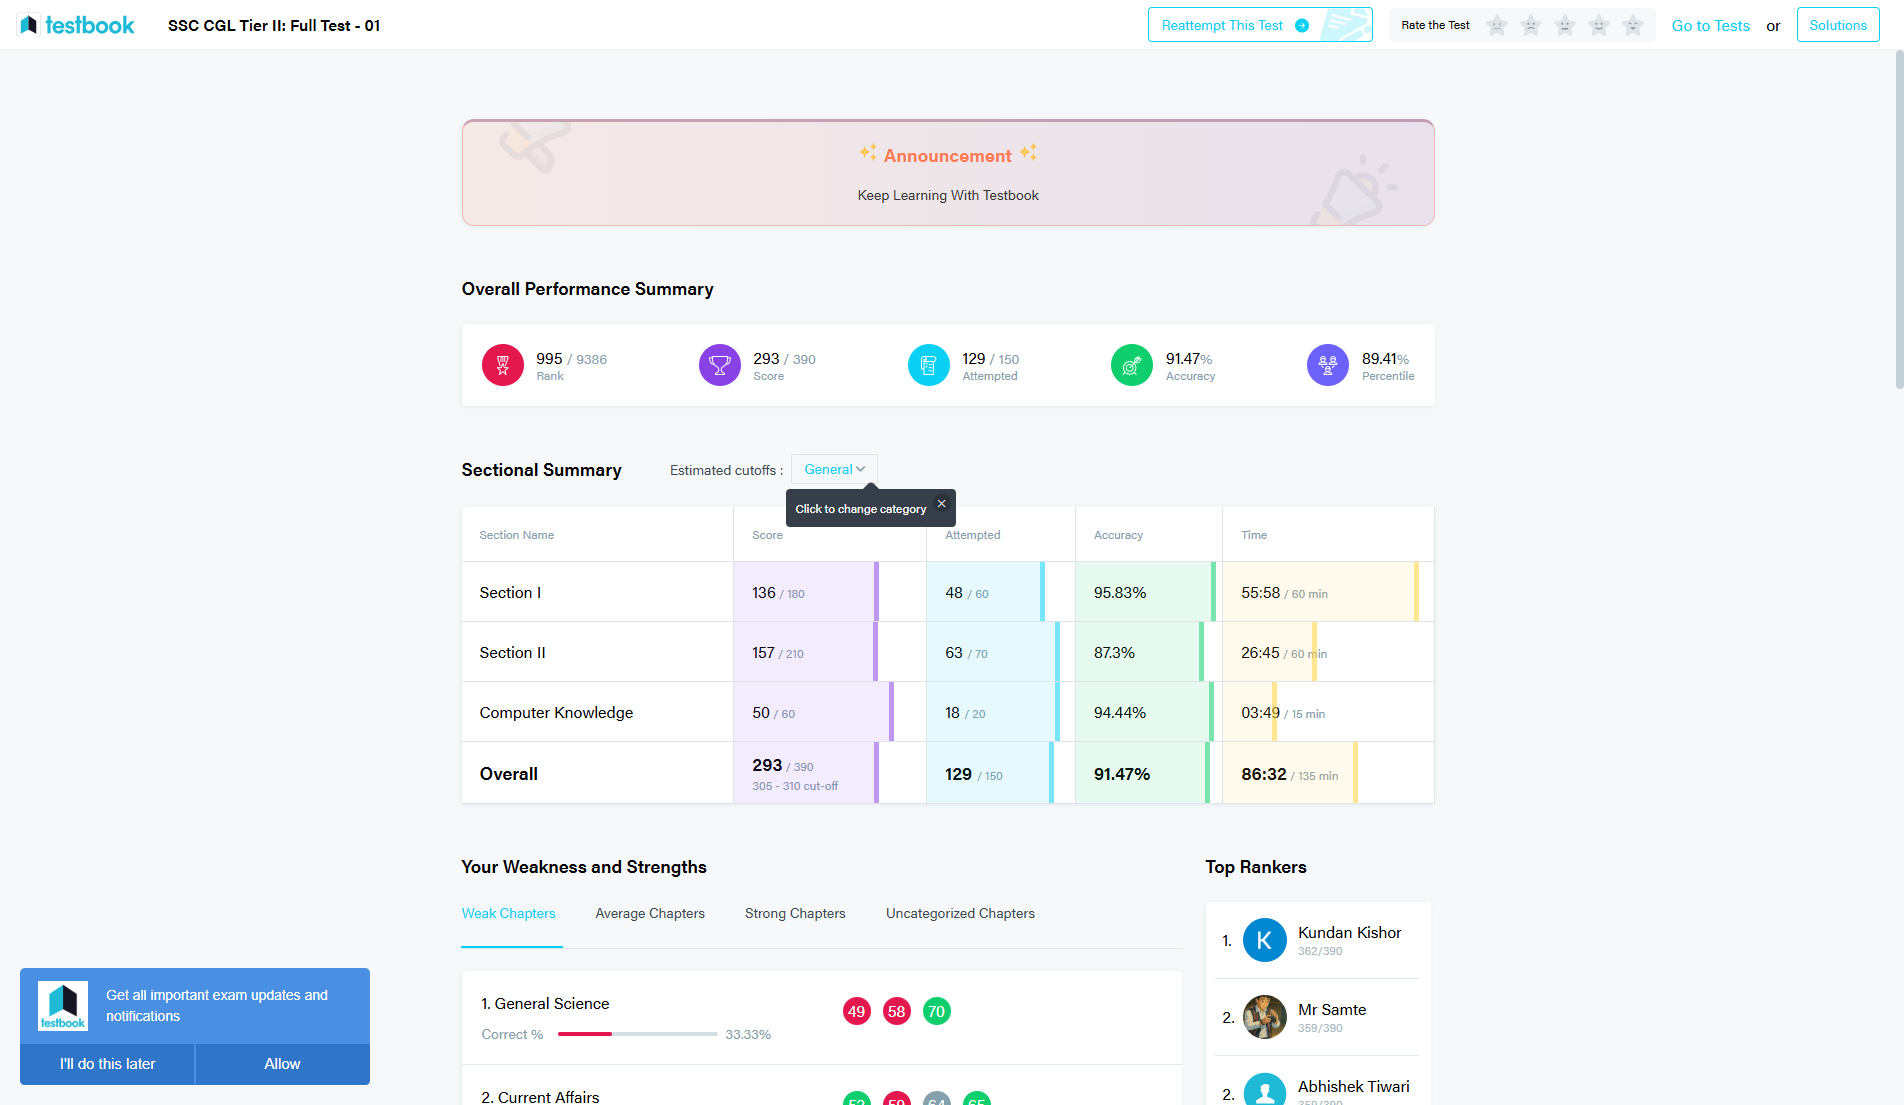 testbook
SSC CGL Tier II: Full Test - 01
Reattempt This Test
Rate the Test
Go to Tests or Solutions
Announcement
Keep Learning With Testbook
Overall Performance Summary
995 / 9386
Rank
293 / 390
Score
129 / 150
Attempted
91.47%
Accuracy
89.41%
Percentile
Sectional Summary
Estimated cutoffs :
General
Click to change category
Section Name Score Attempted Accuracy Time
Section I 136 / 180 48 / 60 95.83% 55:58 / 60 min
Section II 157 / 210 63 / 70 87.3% 26:45 / 60 min
Computer Knowledge 50 / 60 18 / 20 94.44% 03:49 / 15 min
Overall 293 / 390 129 / 150 91.47% 86:32 / 135 min
305 - 310 cut-off
Your Weakness and Strengths
Weak Chapters Average Chapters Strong Chapters Uncategorized Chapters
1. General Science
49 58 70
Correct % 33.33%
2. Current Affairs
52 59 64 65
Top Rankers
1. K Kundan Kishor
362/390
2. Mr Samte
359/390
2. Abhishek Tiwari
359/390
testbook
Get all important exam updates and
notifications
I'll do this later
Allow